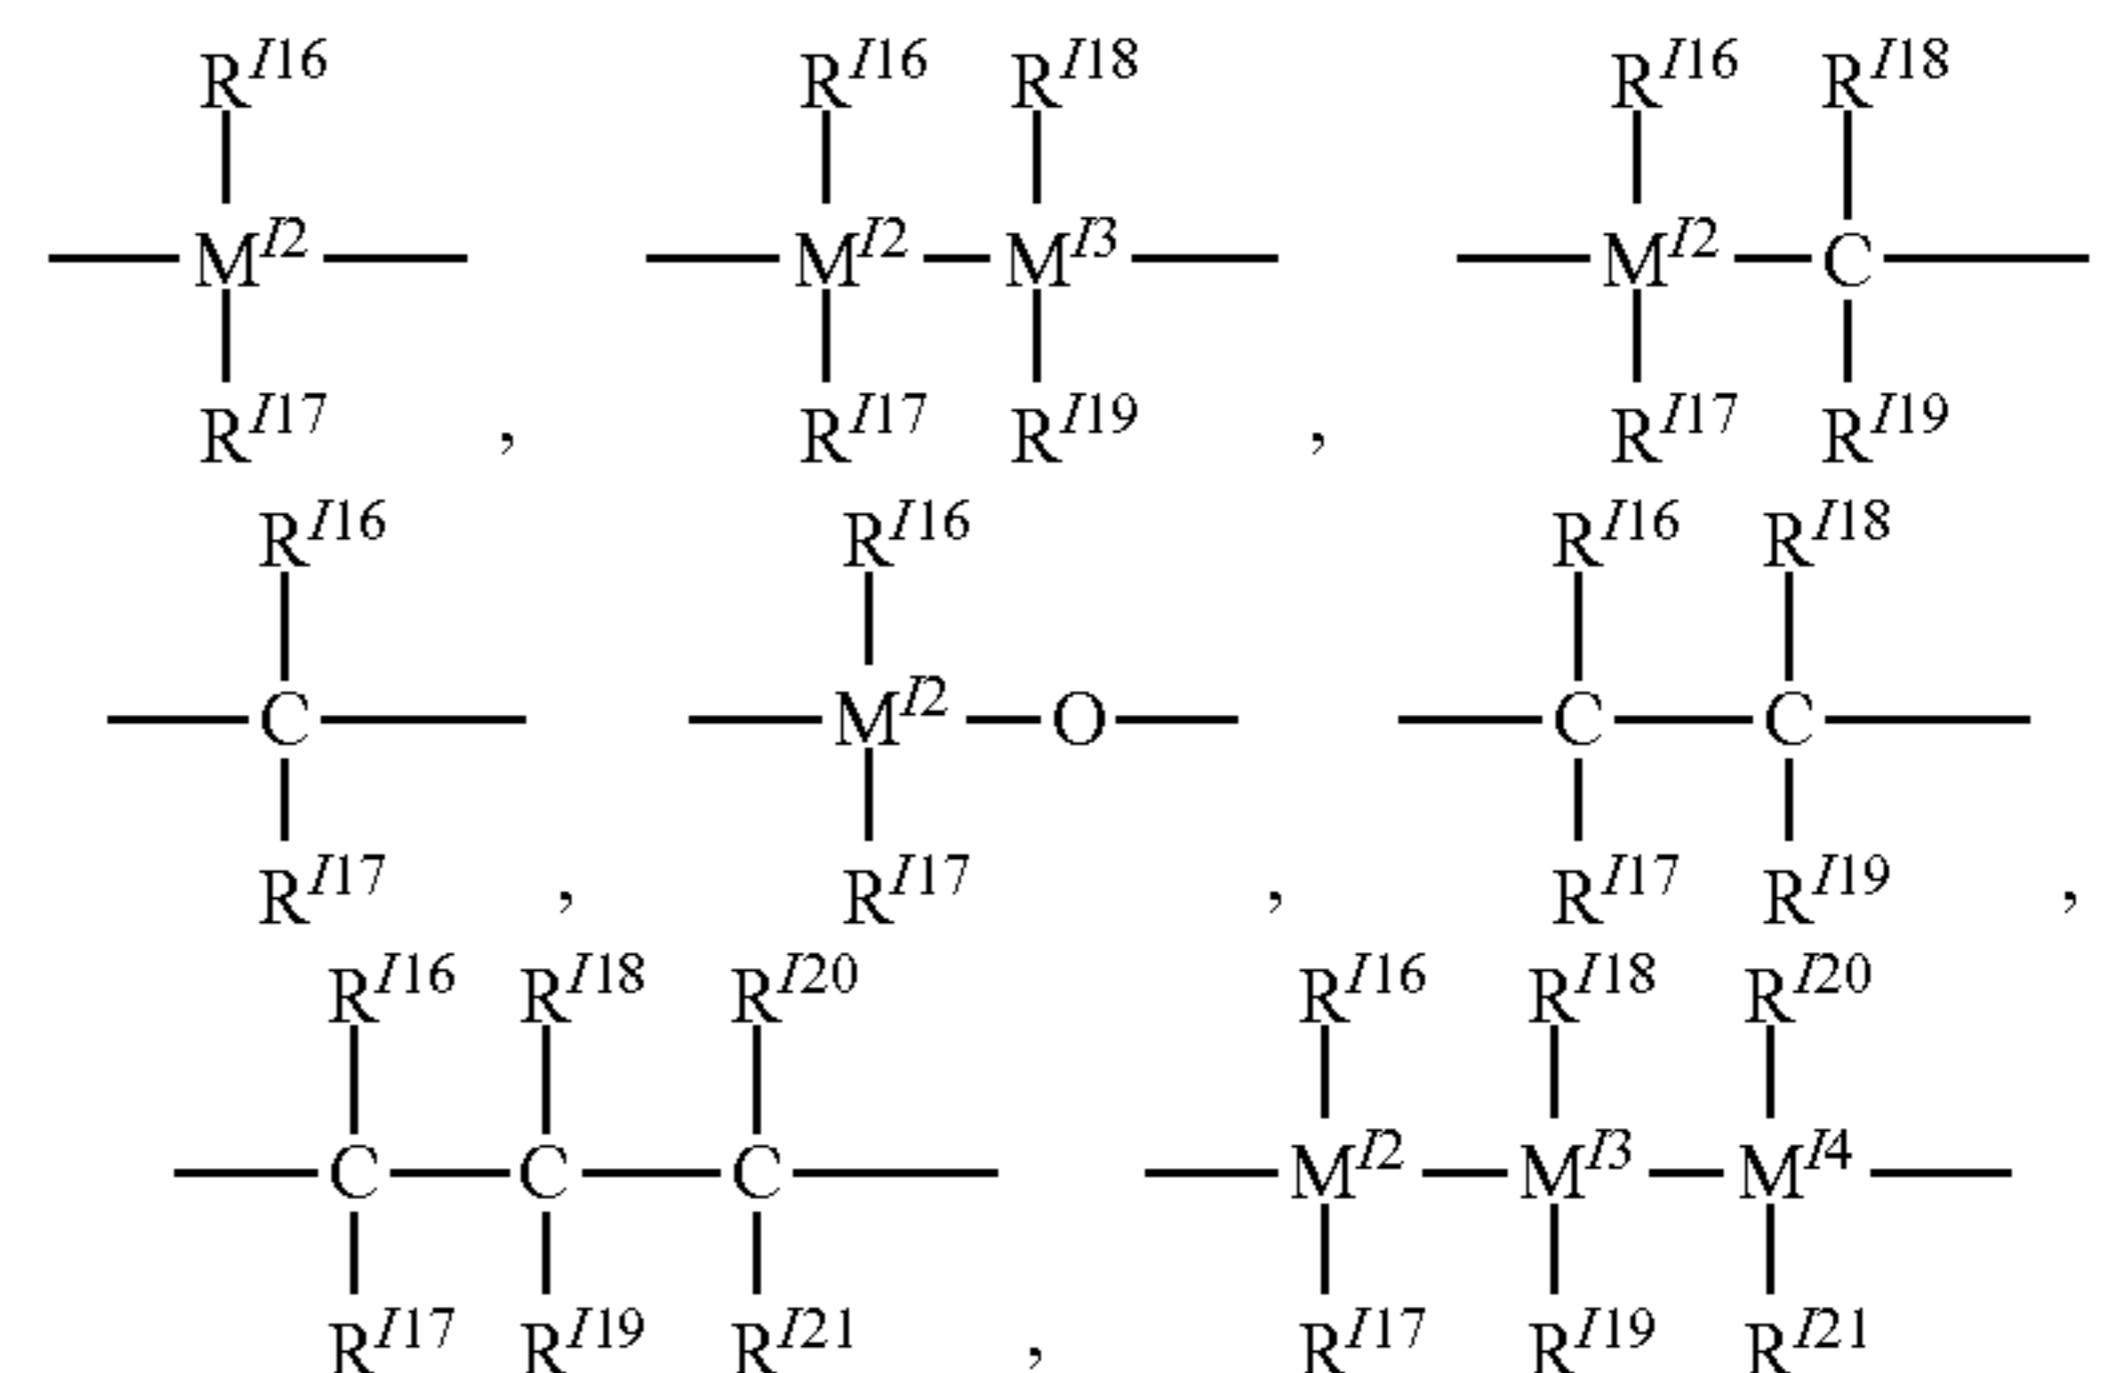 R^I16 R^I16 R^I18 R^I16 R^I18
M^I2 M^I2 M^I3 M^I2 C
R^I17 , R^I17 R^I19 , R^I17 R^I19
R^I16 R^I16 R^I16 R^I18
C M^I2 O C C
R^I17 , R^I17 , R^I17 R^I19 ,
R^I16 R^I18 R^I20 R^I16 R^I18 R^I20
C C C M^I2 M^I3 M^I4
R^I17 R^I19 R^I21 , R^I17 R^I19 R^I21